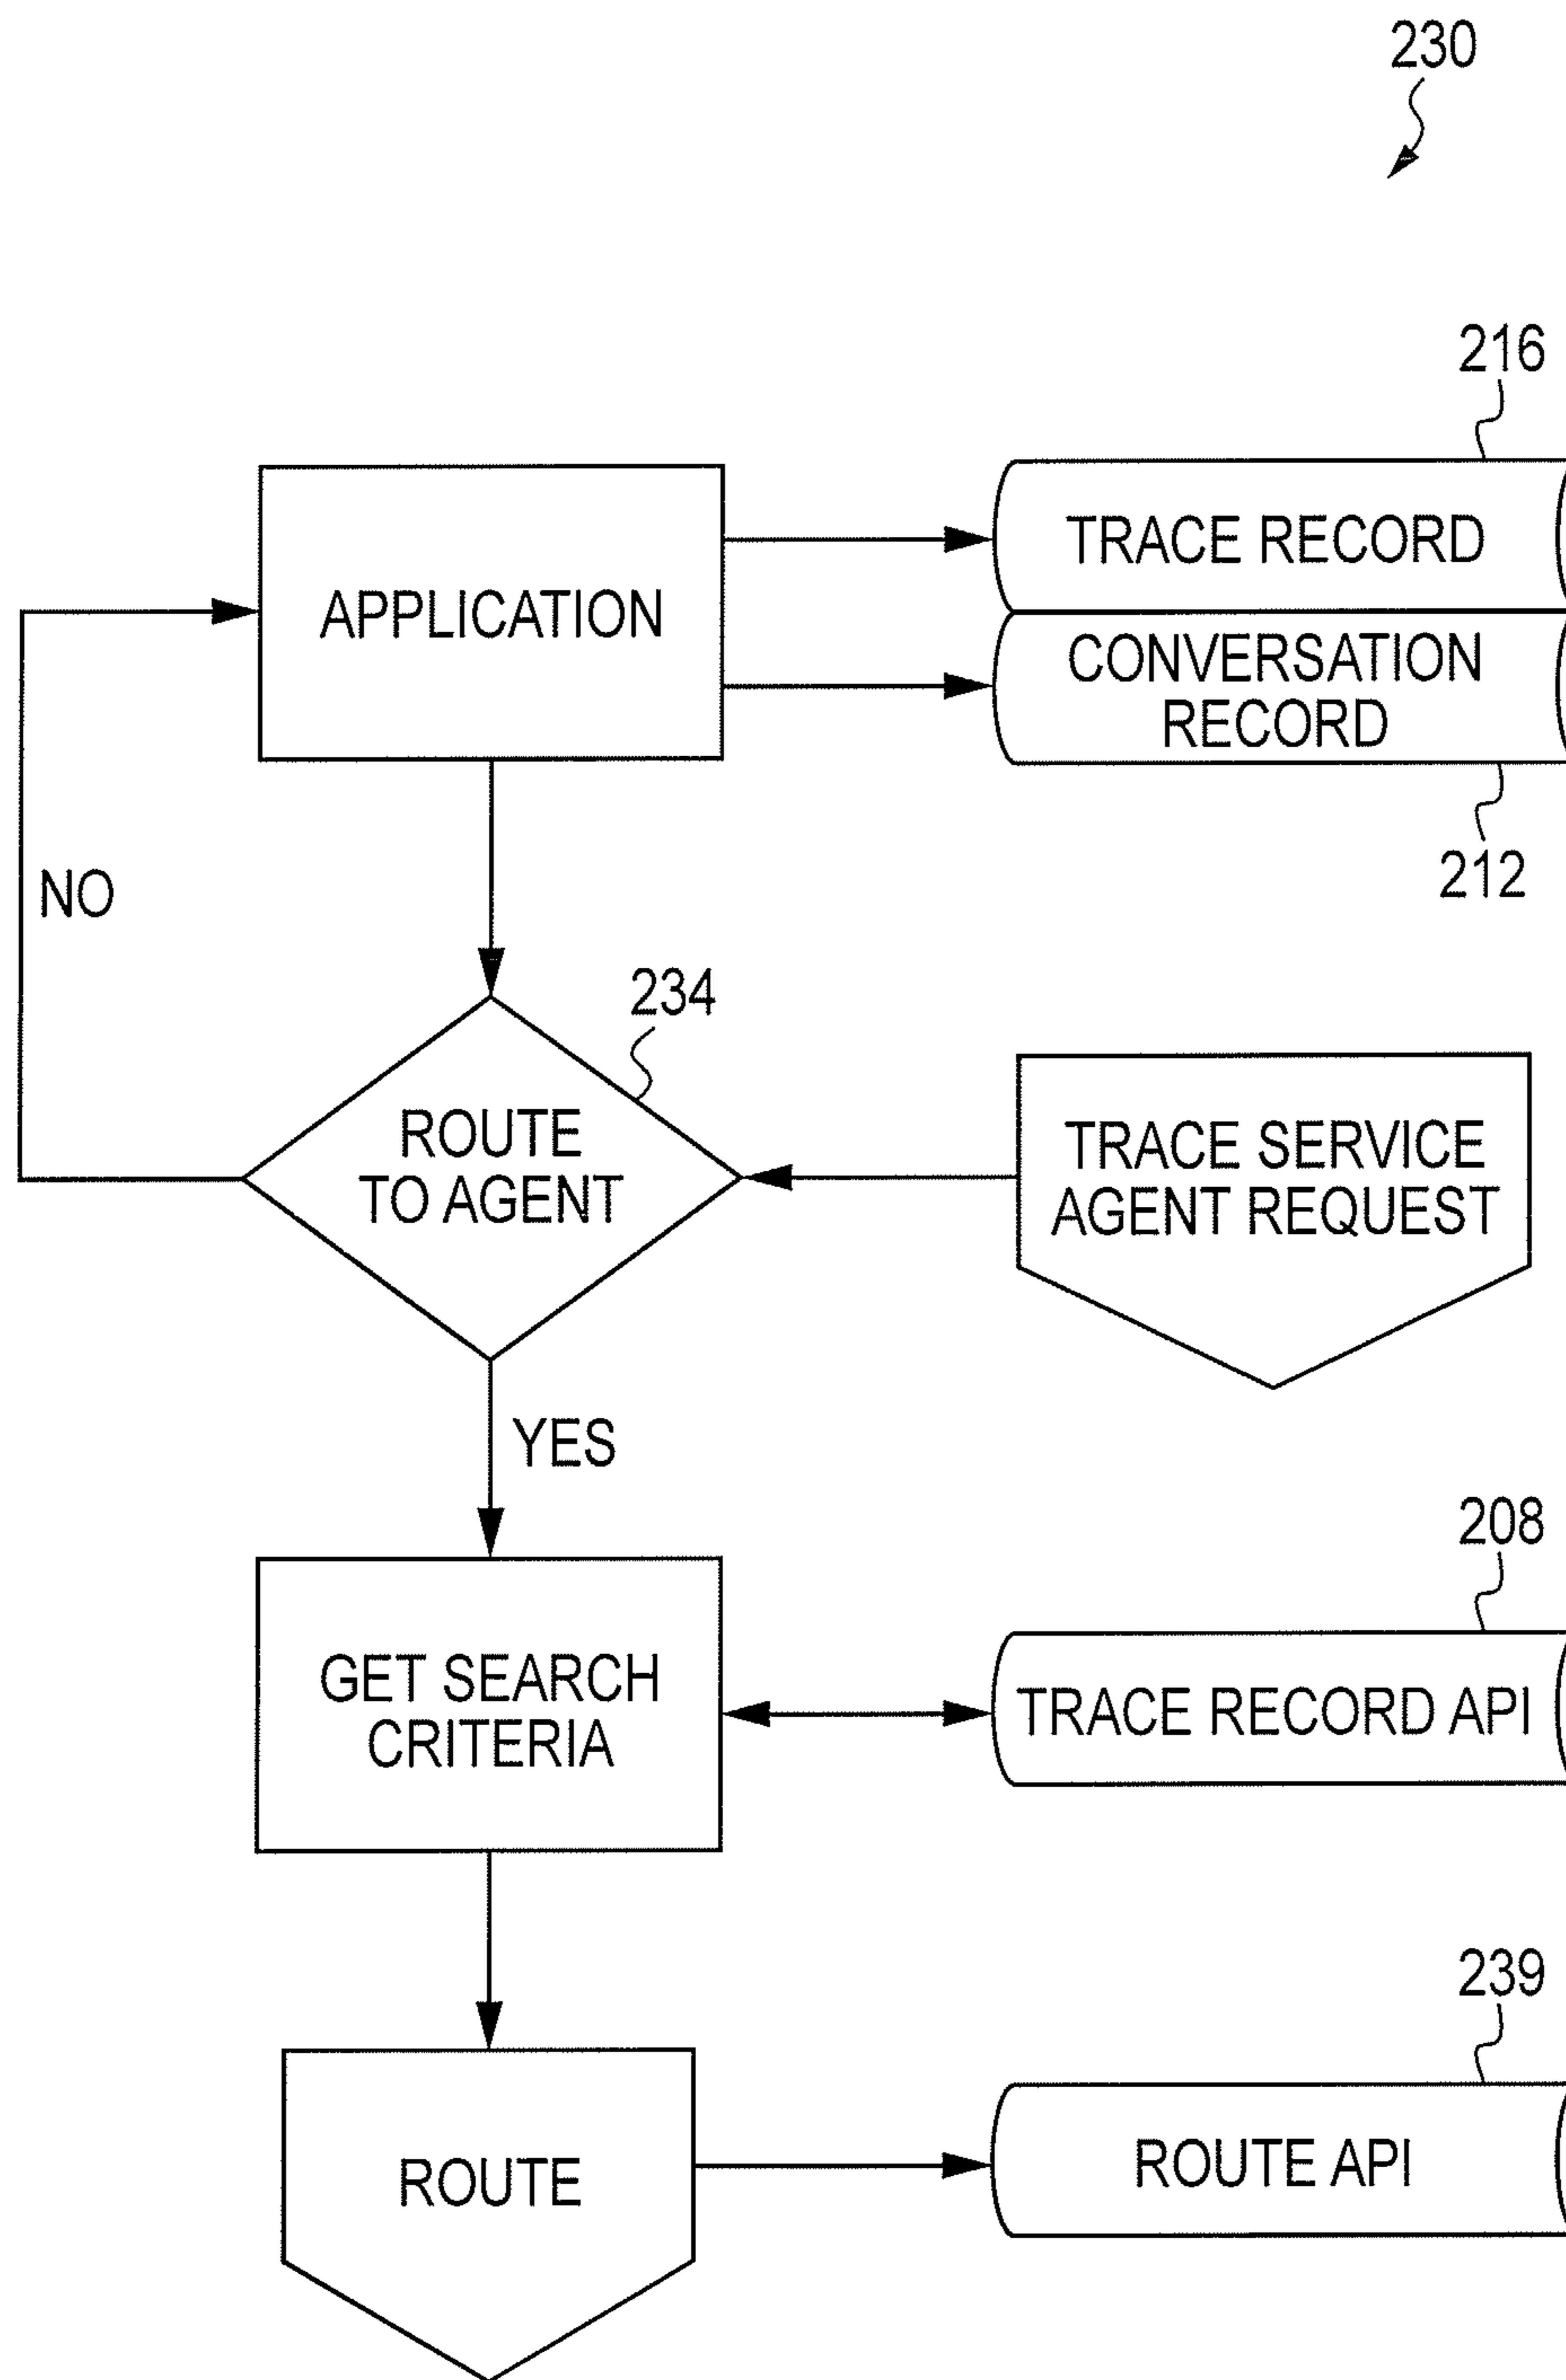 230
216
TRACE RECORD
APPLICATION
CONVERSATION
RECORD
212
NO
234
ROUTE
TO AGENT
TRACE SERVICE
AGENT REQUEST
YES
208
GET SEARCH
CRITERIA
TRACE RECORD API
239
ROUTE
ROUTE API